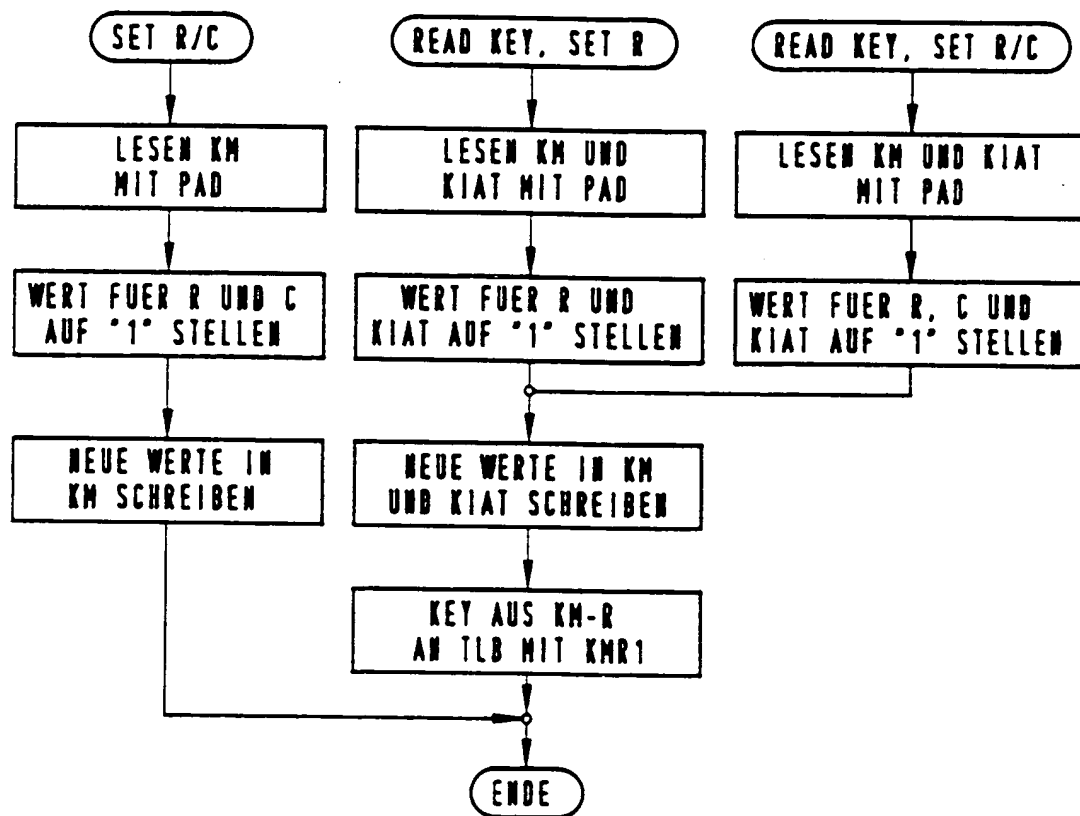 SET R/C
READ KEY, SET R
READ KEY, SET R/C
LESEN KM
MIT PAD
LESEN KM UND
KIAT MIT PAD
LESEN KM UND KIAT
MIT PAD
WERT FUER R UND C
AUF "1" STELLEN
WERT FUER R UND
KIAT AUF "1" STELLEN
WERT FUER R, C UND
KIAT AUF "1" STELLEN
NEUE WERTE IN
KM SCHREIBEN
NEUE WERTE IN KM
UND KIAT SCHREIBEN
KEY AUS KM-R
AN TLB MIT KMR1
ENDE